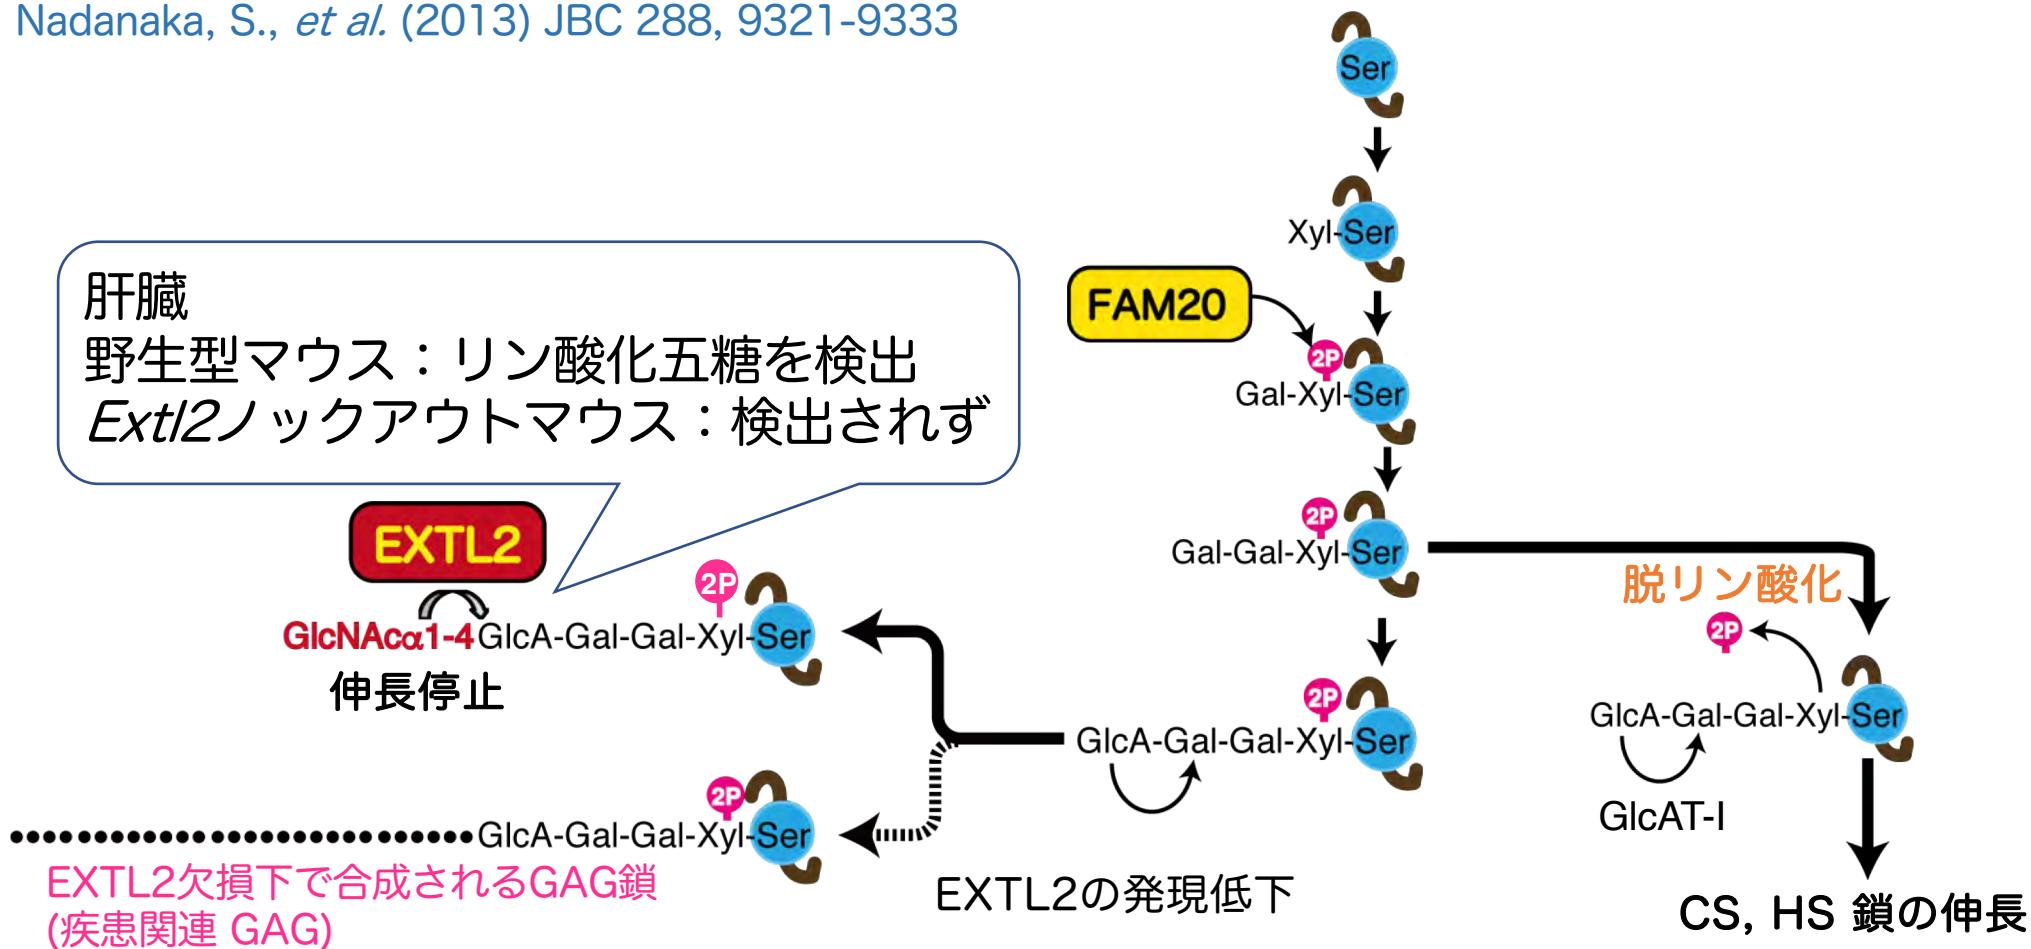 Nadanaka, S., et al. (2013) JBC 288, 9321-9333
Ser
Xyl-Ser
FAM20
2P
Gal-Xyl-Ser
2P
Gal-Gal-Xyl-Ser
2P
GlcA-Gal-Gal-Xyl-Ser
肝臓
野生型マウス：リン酸化五糖を検出
Extl2ノックアウトマウス：検出されず
EXTL2
2P
GlcNAcα1-4GlcA-Gal-Gal-Xyl-Ser
伸長停止
2P
GlcA-Gal-Gal-Xyl-Ser
EXTL2欠損下で合成されるGAG鎖
(疾患関連 GAG)
EXTL2の発現低下
脱リン酸化
2P
GlcA-Gal-Gal-Xyl-Ser
GlcAT-I
CS, HS 鎖の伸長